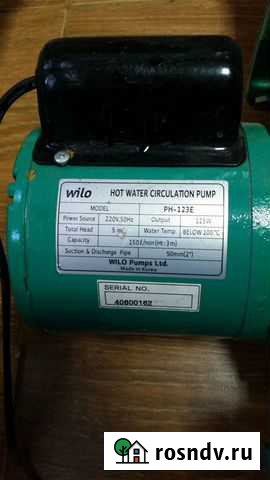 wilo HOT WATER CIRCULATION PUMP
MODEL PH-123E
Power Source 220V,50Hz Output 125W
Total Head 5 m Water Temp. BELOW 100°C
Capacity 150ℓ/min(Ht:3m)
Suction & Discharge Pipe 50mm(2")
WILO Pumps Ltd.
Made in Korea
SERIAL NO.
40600162
rosndv.ru